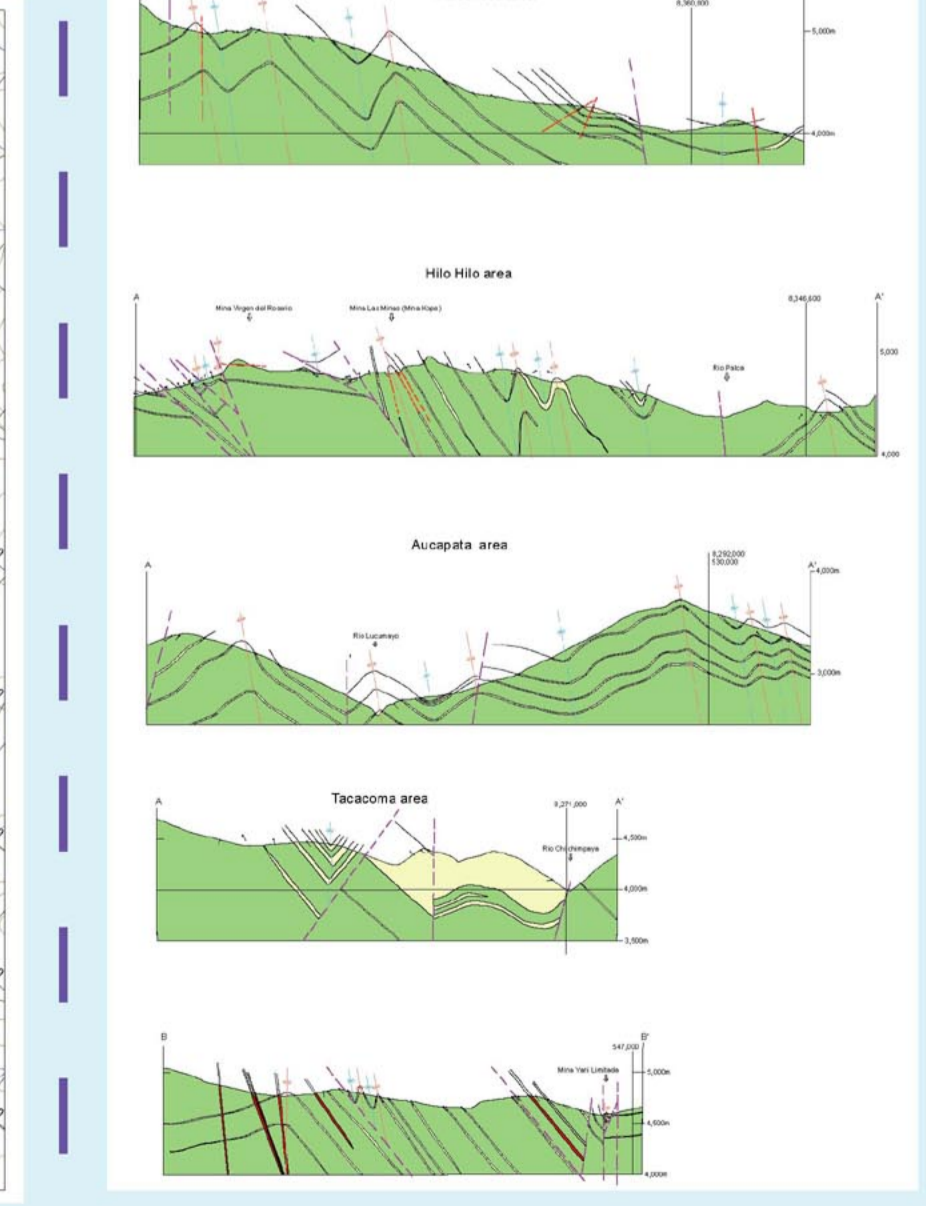 8,360,800
5,000m
4,000m
Hilo Hilo area
A
Mina Virgen del Rosario
Mina Las Minas (Mina Kapa)
8,346,600
A'
5,000
Rio Palca
4,000
Aucapata area
8,292,000
530,000
A
A'
4,000m
Rio Lucumayo
3,000m
Tacacoma area
A
8,271,000
A'
4,500m
4,000m
3,500m
B
B'
547,000
Mina Yani Limitada
5,000m
4,500m
4,000m